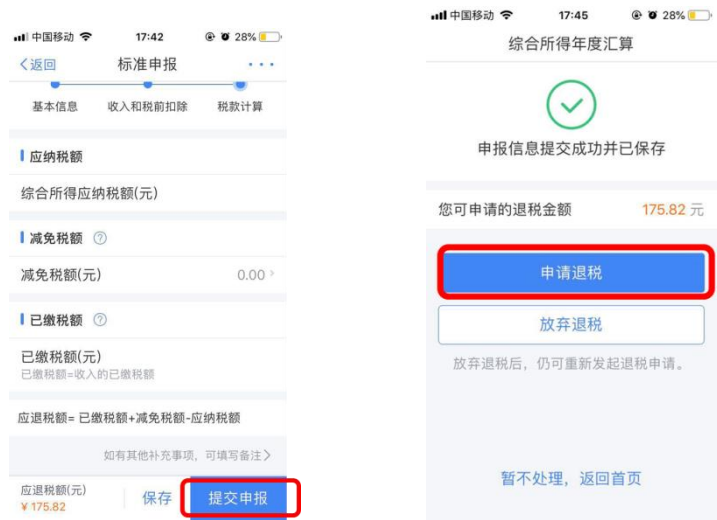 中国移动 17:42 28%
返回 标准申报
基本信息 收入和税前扣除 税款计算
应纳税额
综合所得应纳税额(元)
减免税额 ?
减免税额(元) 0.00
已缴税额 ?
已缴税额(元)
已缴税额=收入的已缴税额
应退税额= 已缴税额+减免税额-应纳税额
如有其他补充事项，可填写备注
应退税额(元)
¥ 175.82
保存
提交申报
中国移动 17:45 28%
综合所得年度汇算
申报信息提交成功并已保存
您可申请的退税金额 175.82 元
申请退税
放弃退税
放弃退税后，仍可重新发起退税申请。
暂不处理，返回首页